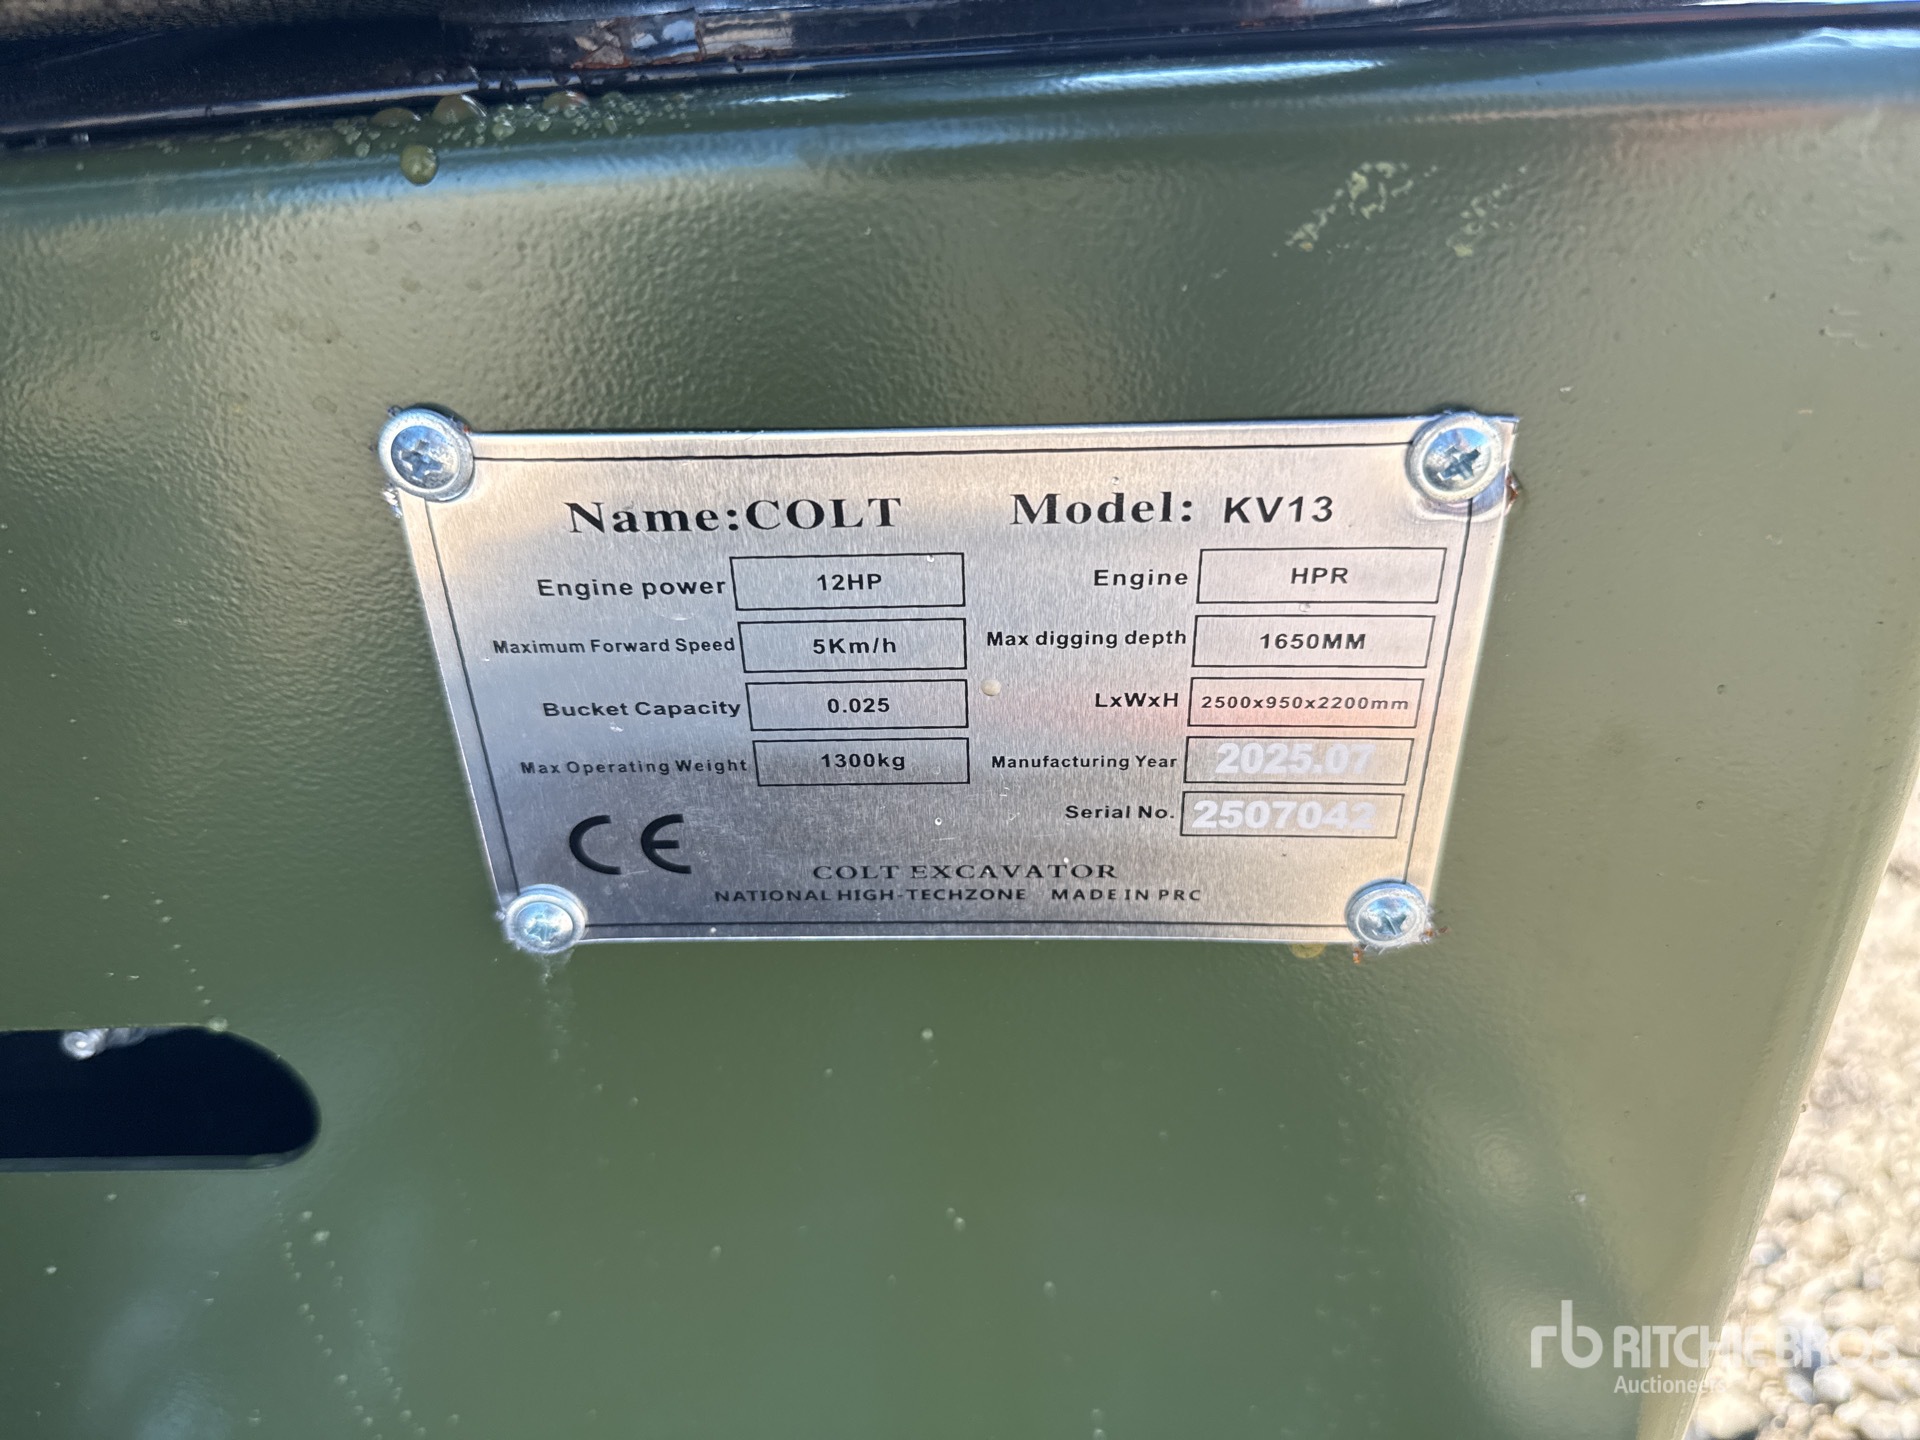 Name:COLT Model: KV13
Engine power 12HP Engine HPR
Maximum Forward Speed 5Km/h Max digging depth 1650MM
Bucket Capacity 0.025 LxWxH 2500x950x2200mm
Max Operating Weight 1300kg Manufacturing Year 2025.07
Serial No. 2507042
CE
COLT EXCAVATOR
NATIONAL HIGH-TECHZONE MADE IN PRC
rb RITCHIE BROS.
Auctioneers